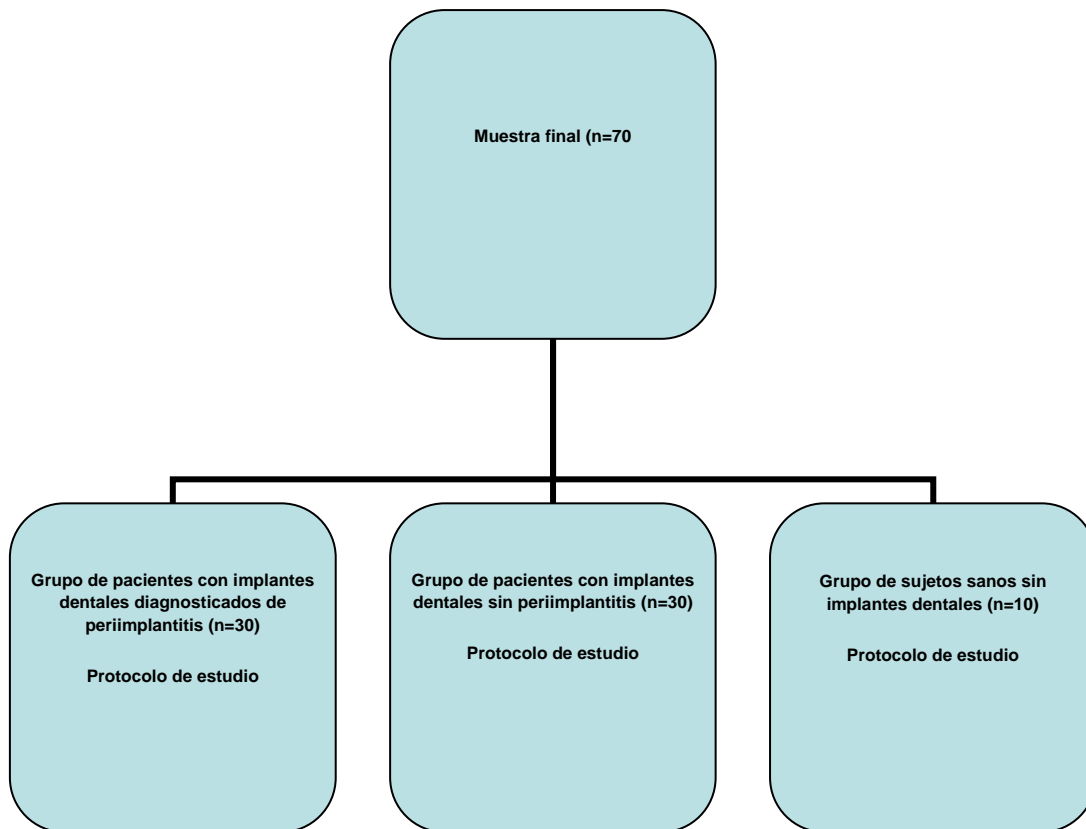 Muestra final (n=70
Grupo de pacientes con implantes
dentales diagnosticados de
periimplantitis (n=30)
Protocolo de estudio
Grupo de pacientes con implantes
dentales sin periimplantitis (n=30)
Protocolo de estudio
Grupo de sujetos sanos sin
implantes dentales (n=10)
Protocolo de estudio